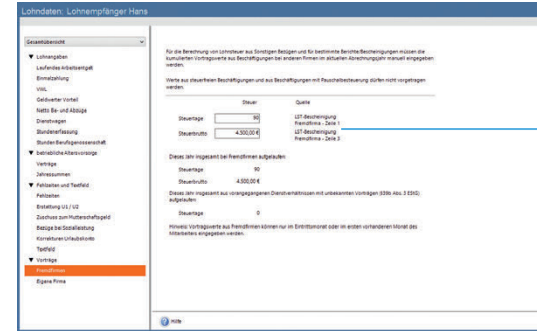 Lohndaten: Lohnempfänger Hans
Gesamtübersicht
Lohnangaben
Laufendes Arbeitsentgelt
Einmalzahlung
VWL
Geldwerter Vorteil
Netto Be- und Abzüge
Dienstwagen
Stundenerfassung
Stunden Berufsgenossenschaft
betriebliche Altersvorsorge
Verträge
Jahressummen
Fehlzeiten und Textfeld
Fehlzeiten
Erstattung U1 / U2
Zuschuss zum Mutterschaftsgeld
Bezüge bei Sozialleistung
Korrekturen Urlaubskonto
Textfeld
Vorträge
Fremdfirmen
Eigene Firma
Für die Berechnung von Lohnsteuer aus Sonstigen Bezügen und für bestimmte Berichte/Bescheinigungen müssen die
kumulierten Vortragswerte aus Beschäftigungen bei anderen Firmen im aktuellen Abrechnungsjahr manuell eingegeben
werden.
Werte aus steuerfreien Beschäftigungen und aus Beschäftigungen mit Pauschalbesteuerung dürfen nicht vorgetragen
werden.
Steuer Quelle
Steuertage 90 LST-Bescheinigung
Fremdfirma - Zeile 1
Steuerbrutto 4.500,00 € LST-Bescheinigung
Fremdfirma - Zeile 3
Dieses Jahr insgesamt bei Fremdfirmen aufgelaufen:
Steuertage 90
Steuerbrutto 4.500,00 €
Dieses Jahr insgesamt aus vorangegangenen Dienstverhältnissen mit unbekannten Vorträgen (§39b Abs. 2 EStG)
aufgelaufen:
Steuertage 0
Hinweis: Vortragswerte aus Fremdfirmen können nur im Eintrittsmonat oder im ersten vorhandenen Monat des
Mitarbeiters eingegeben werden.
Hilfe